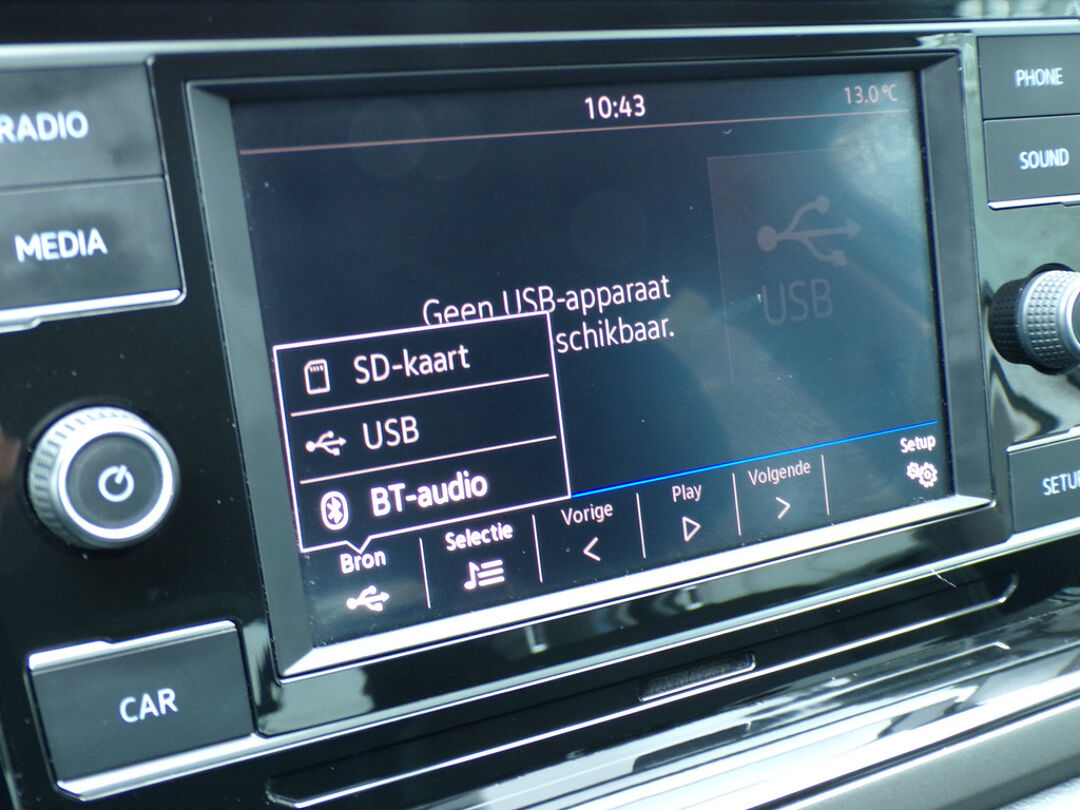 RADIO
MEDIA
CAR
10:43
13.0 °C
Geen USB-apparaat
schikbaar.
USB
SD-kaart
USB
BT-audio
Bron
Selectie
Vorige
Play
Volgende
Setup
PHONE
SOUND
SETU